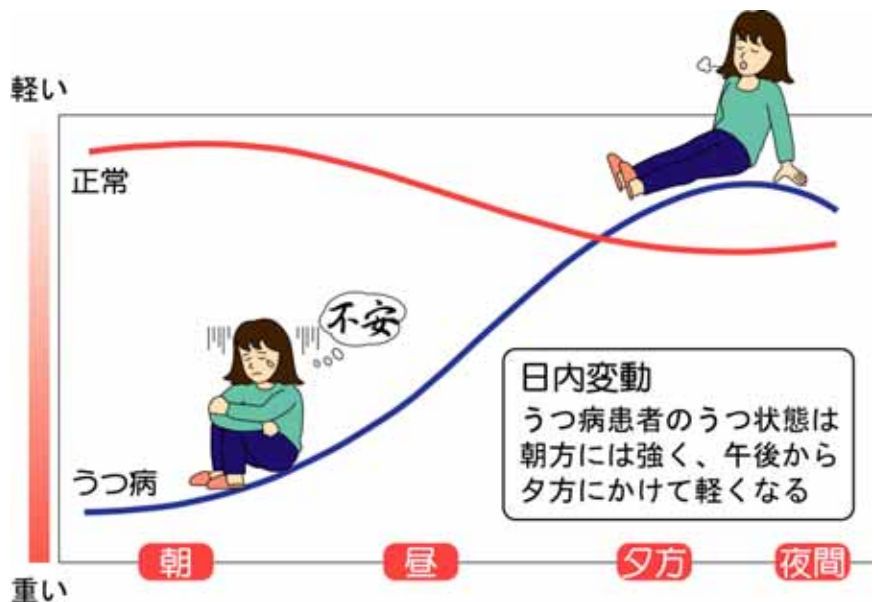 軽い
正常
不安
日内変動
うつ病患者のうつ状態は
朝方には強く、午後から
夕方にかけて軽くなる
うつ病
朝
昼
夕方
夜間
重い